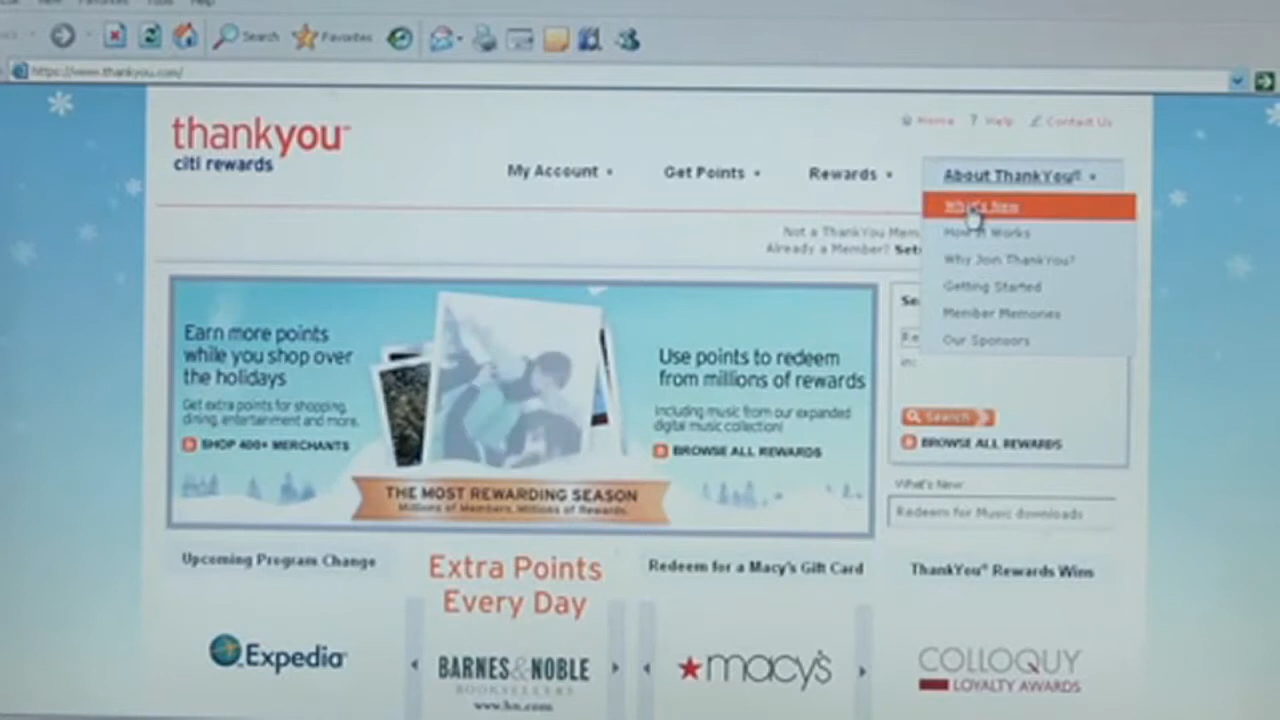 Search
Favorites
https://www.thankyou.com/
thankyou
citi rewards
Home
? Help
Contact Us
My Account
Get Points
Rewards
About ThankYou®
What's New
How it Works
Why Join ThankYou?
Getting Started
Member Memories
Our Sponsors
Not a ThankYou Mem
Already a Member?
Earn more points
while you shop over
the holidays
Get extra points for shopping,
dining, entertainment and more.
SHOP 400+ MERCHANTS
Use points to redeem
from millions of rewards
Including music from our expanded
digital music collection!
BROWSE ALL REWARDS
THE MOST REWARDING SEASON
Millions of Members, Millions of Rewards.
Search
BROWSE ALL REWARDS
What's New
Redeem for Music downloads
Upcoming Program Change
Extra Points
Every Day
Redeem for a Macy's Gift Card
ThankYou® Rewards Wins
Expedia
BARNES&NOBLE
BOOKSELLERS
www.bn.com
macy's
COLLOQUY
LOYALTY AWARDS